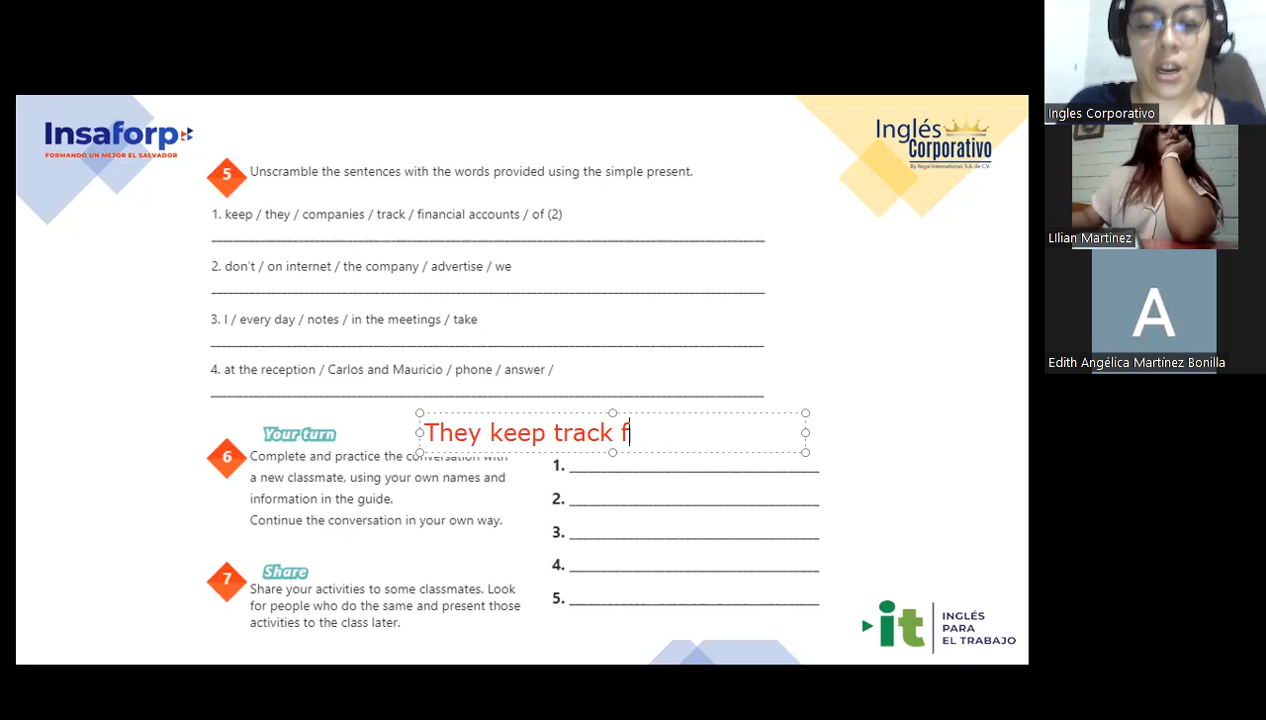 Insaforp
FORMANDO UN MEJOR EL SALVADOR
Inglés
Corporativo
By Regal International, S.A. de C.V.
5 Unscramble the sentences with the words provided using the simple present.
1. keep / they / companies / track / financial accounts / of (2)
2. don't / on internet / the company / advertise / we
3. I / every day / notes / in the meetings / take
4. at the reception / Carlos and Mauricio / phone / answer /
They keep track f
Your turn
6 Complete and practice the conversation with
a new classmate, using your own names and
information in the guide.
Continue the conversation in your own way.
7 Share
Share your activities to some classmates. Look
for people who do the same and present those
activities to the class later.
1.
2.
3.
4.
5.
it
INGLÉS
PARA
EL TRABAJO
Ingles Corporativo
LIlian Martinez
A
Edith Angélica Martínez Bonilla